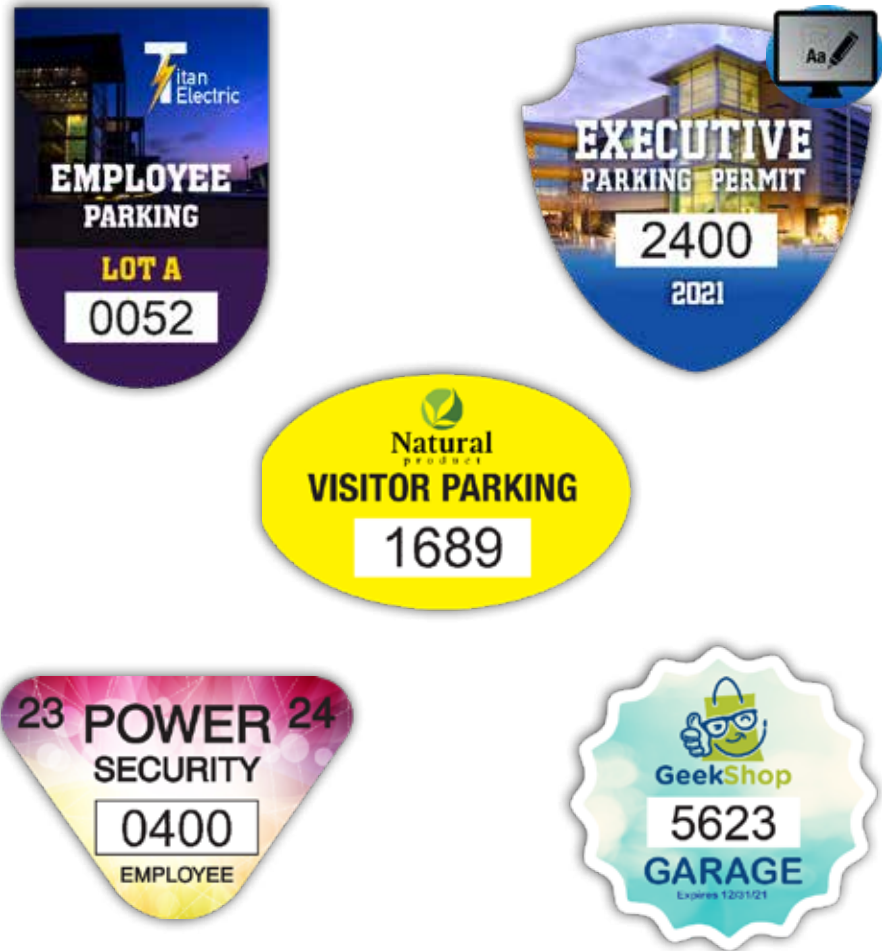 Titan
Electric
EMPLOYEE
PARKING
LOT A
0052
Aa
EXECUTIVE
PARKING PERMIT
2400
2021
Natural
product
VISITOR PARKING
1689
23 POWER 24
SECURITY
0400
EMPLOYEE
GeekShop
5623
GARAGE
Expires 12/31/21